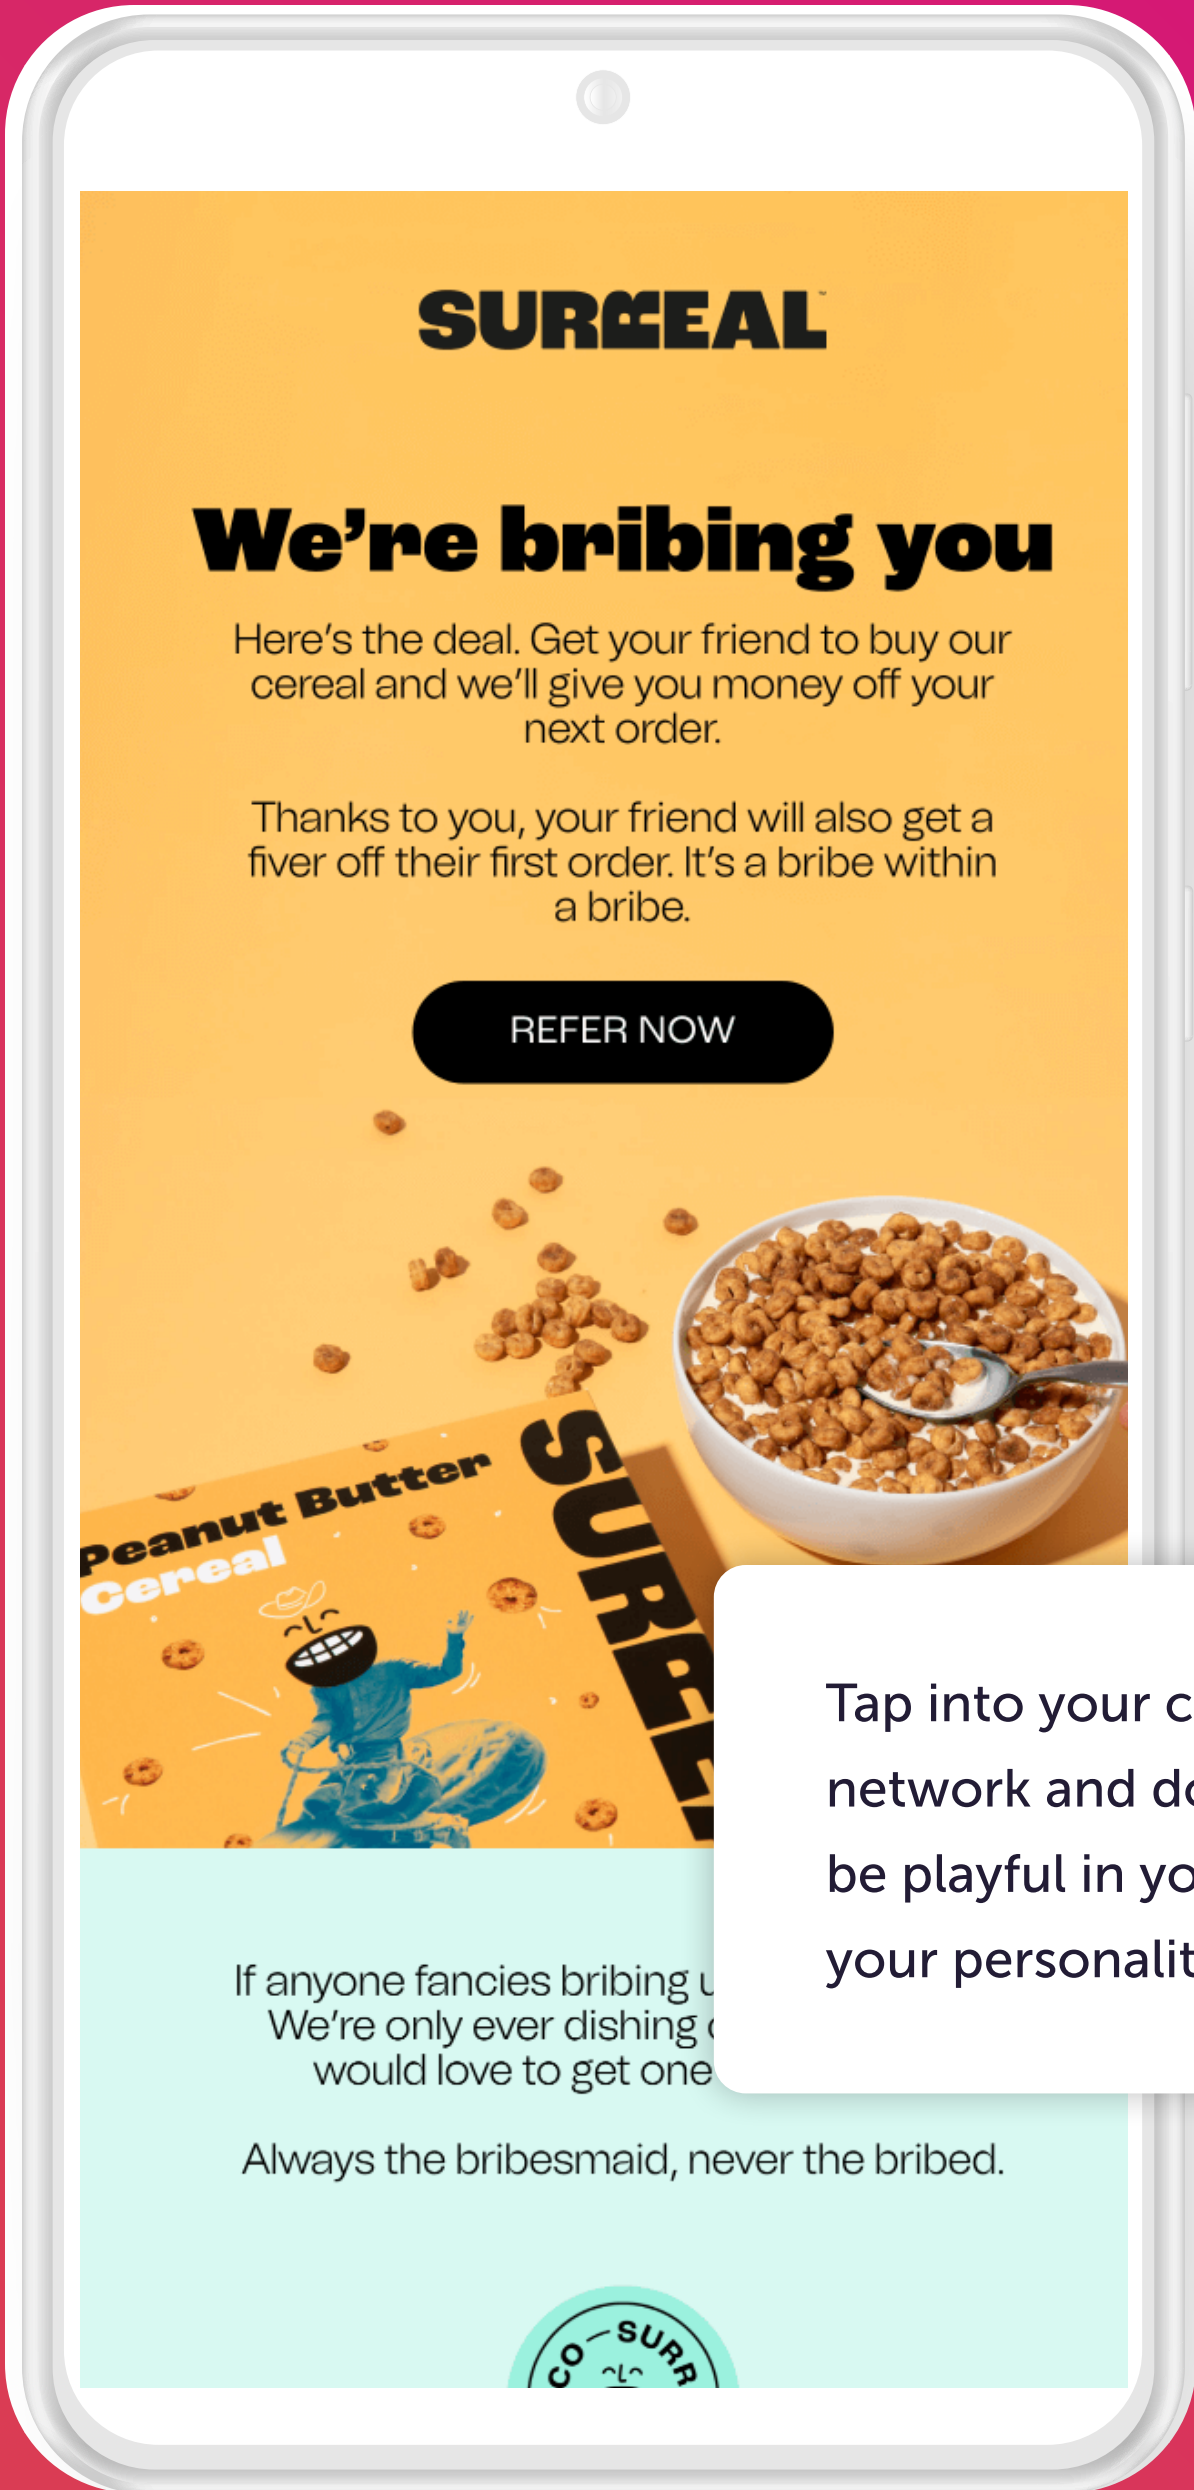 SURREAL
We’re bribing you
Here’s the deal. Get your friend to buy our
cereal and we’ll give you money off your
next order.
Thanks to you, your friend will also get a
fiver off their first order. It’s a bribe within
a bribe.
REFER NOW
Peanut Butter
Cereal
SURREAL
Tap into your
network and
be playful in
your
If anyone fancies bribing
We’re only ever dishing
would love to get one
Always the bribesmaid, never the bribed.
CO – SURR